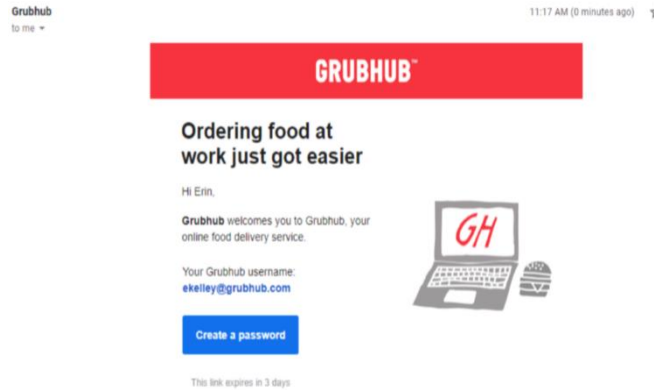 Grubhub
11:17 AM (0 minutes ago)
to me
GRUBHUB™
Ordering food at
work just got easier
Hi Erin,
Grubhub welcomes you to Grubhub, your
online food delivery service.
GH
Your Grubhub username:
ekelley@grubhub.com
Create a password
This link expires in 3 days